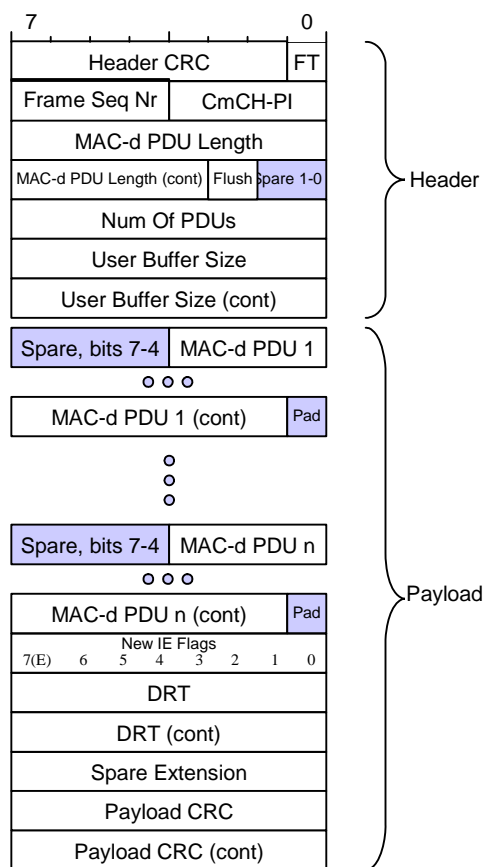 7 0
Header CRC FT
Frame Seq Nr CmCH-PI
MAC-d PDU Length
MAC-d PDU Length (cont) Flush Spare 1-0
Header
Num Of PDUs
User Buffer Size
User Buffer Size (cont)
Spare, bits 7-4 MAC-d PDU 1
MAC-d PDU 1 (cont) Pad
Spare, bits 7-4 MAC-d PDU n
MAC-d PDU n (cont) Pad
Payload
New IE Flags
7(E) 6 5 4 3 2 1 0
DRT
DRT (cont)
Spare Extension
Payload CRC
Payload CRC (cont)